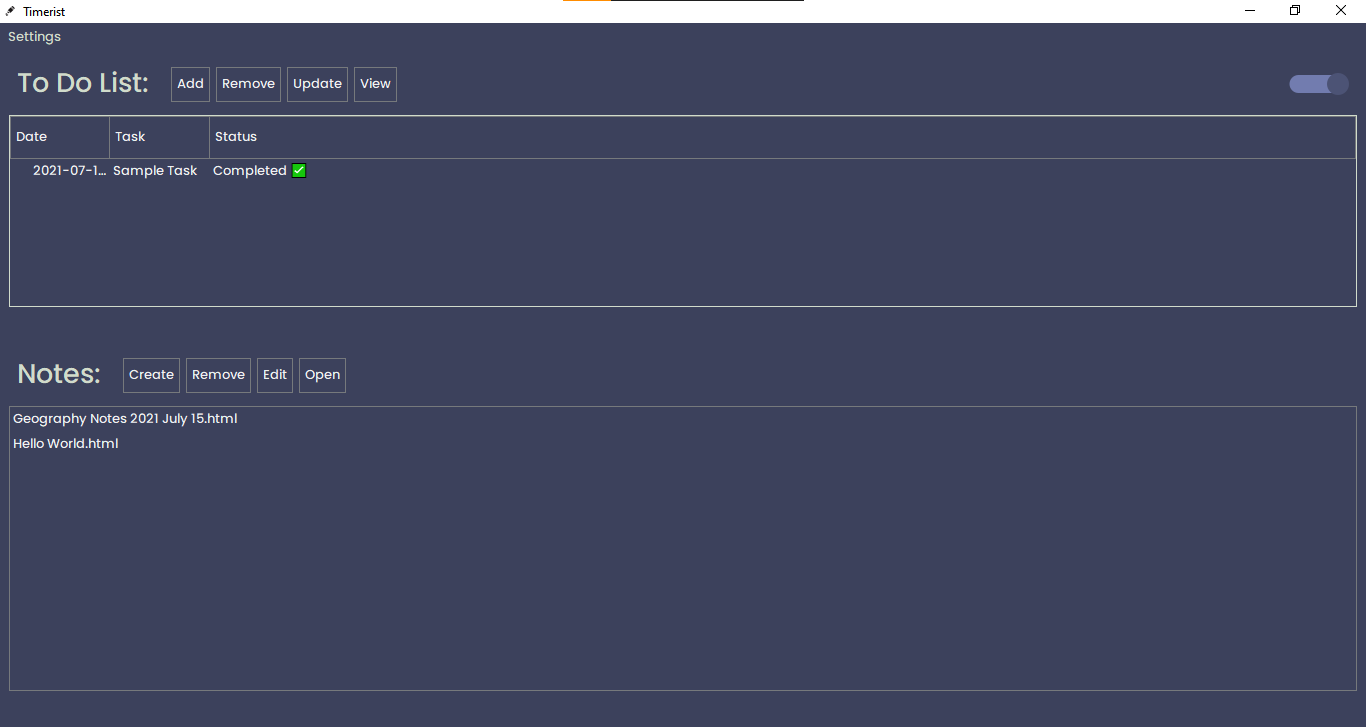 Timerist
Settings
To Do List: Add Remove Update View
Date Task Status
2021-07-1... Sample Task Completed ✅
Notes: Create Remove Edit Open
Geography Notes 2021 July 15.html
Hello World.html